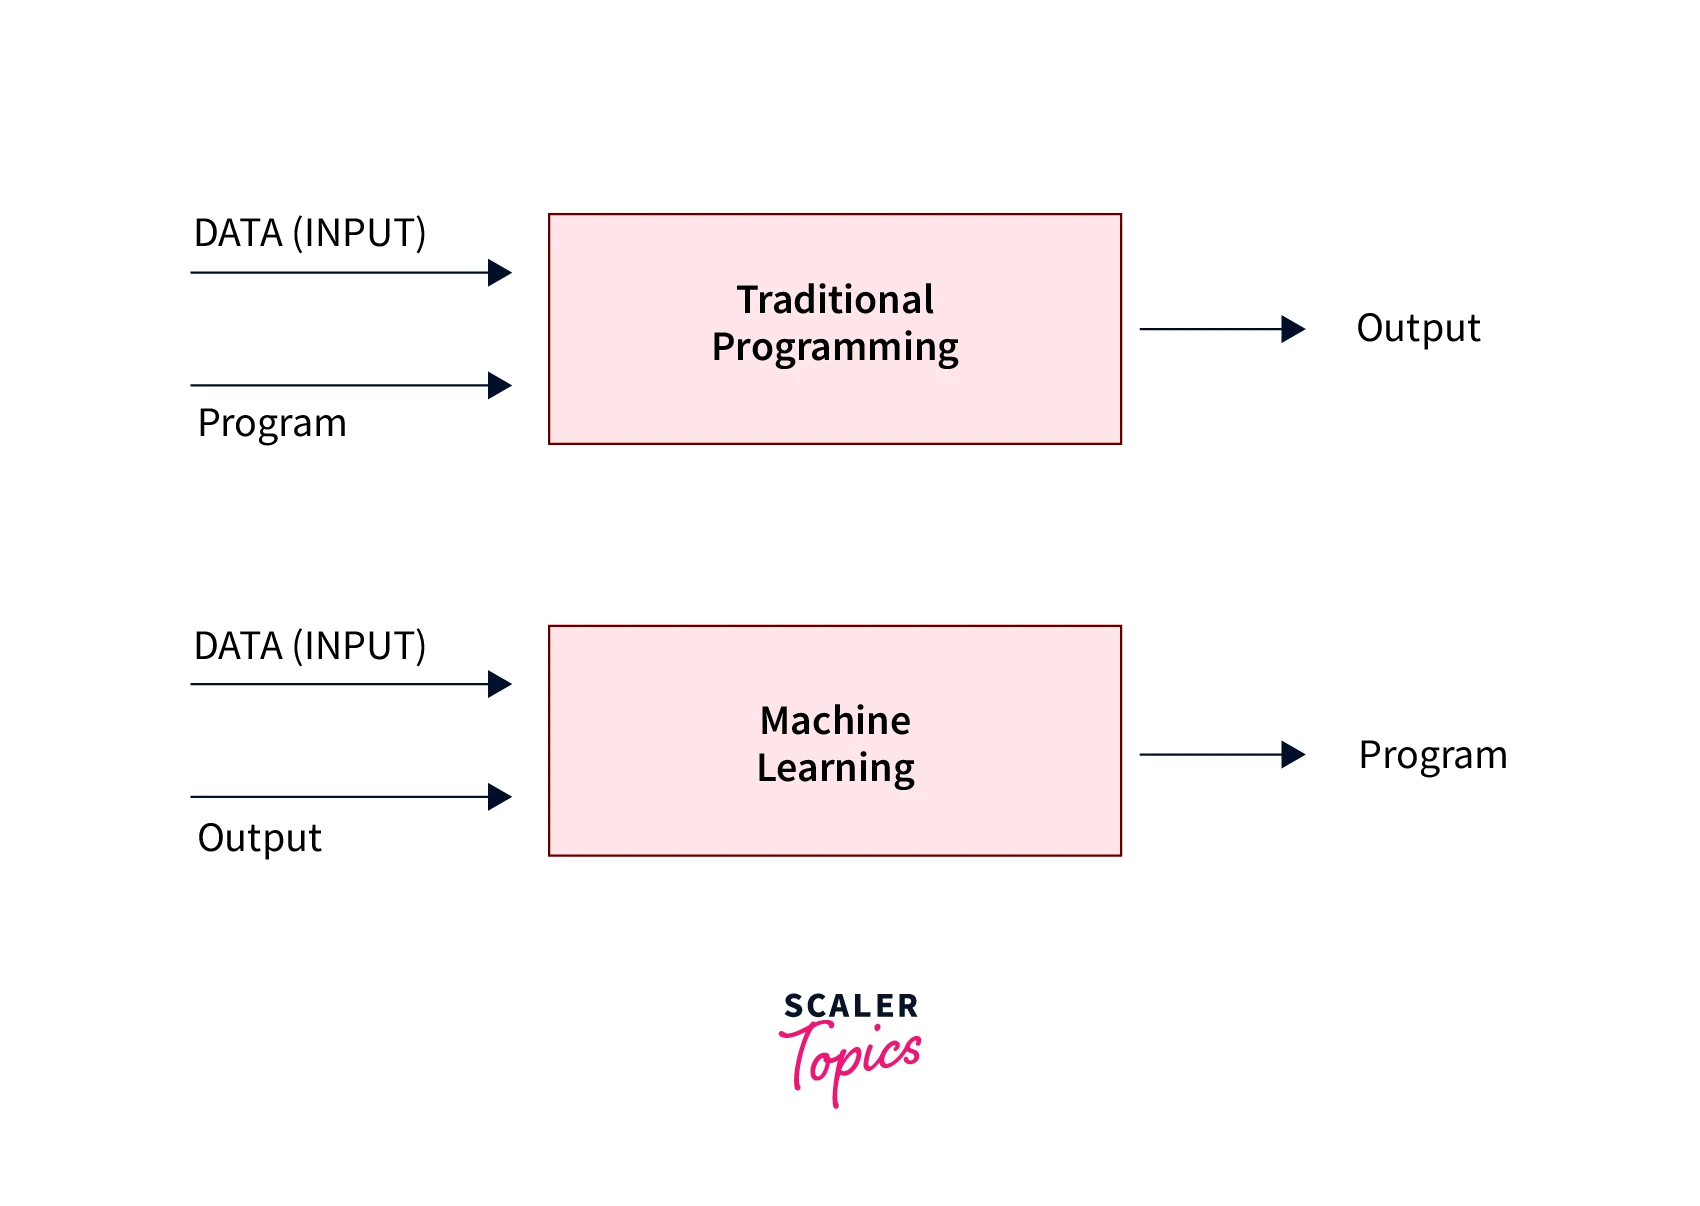 DATA (INPUT)
Program
Traditional
Programming
Output
DATA (INPUT)
Output
Machine
Learning
Program
SCALER
Topics